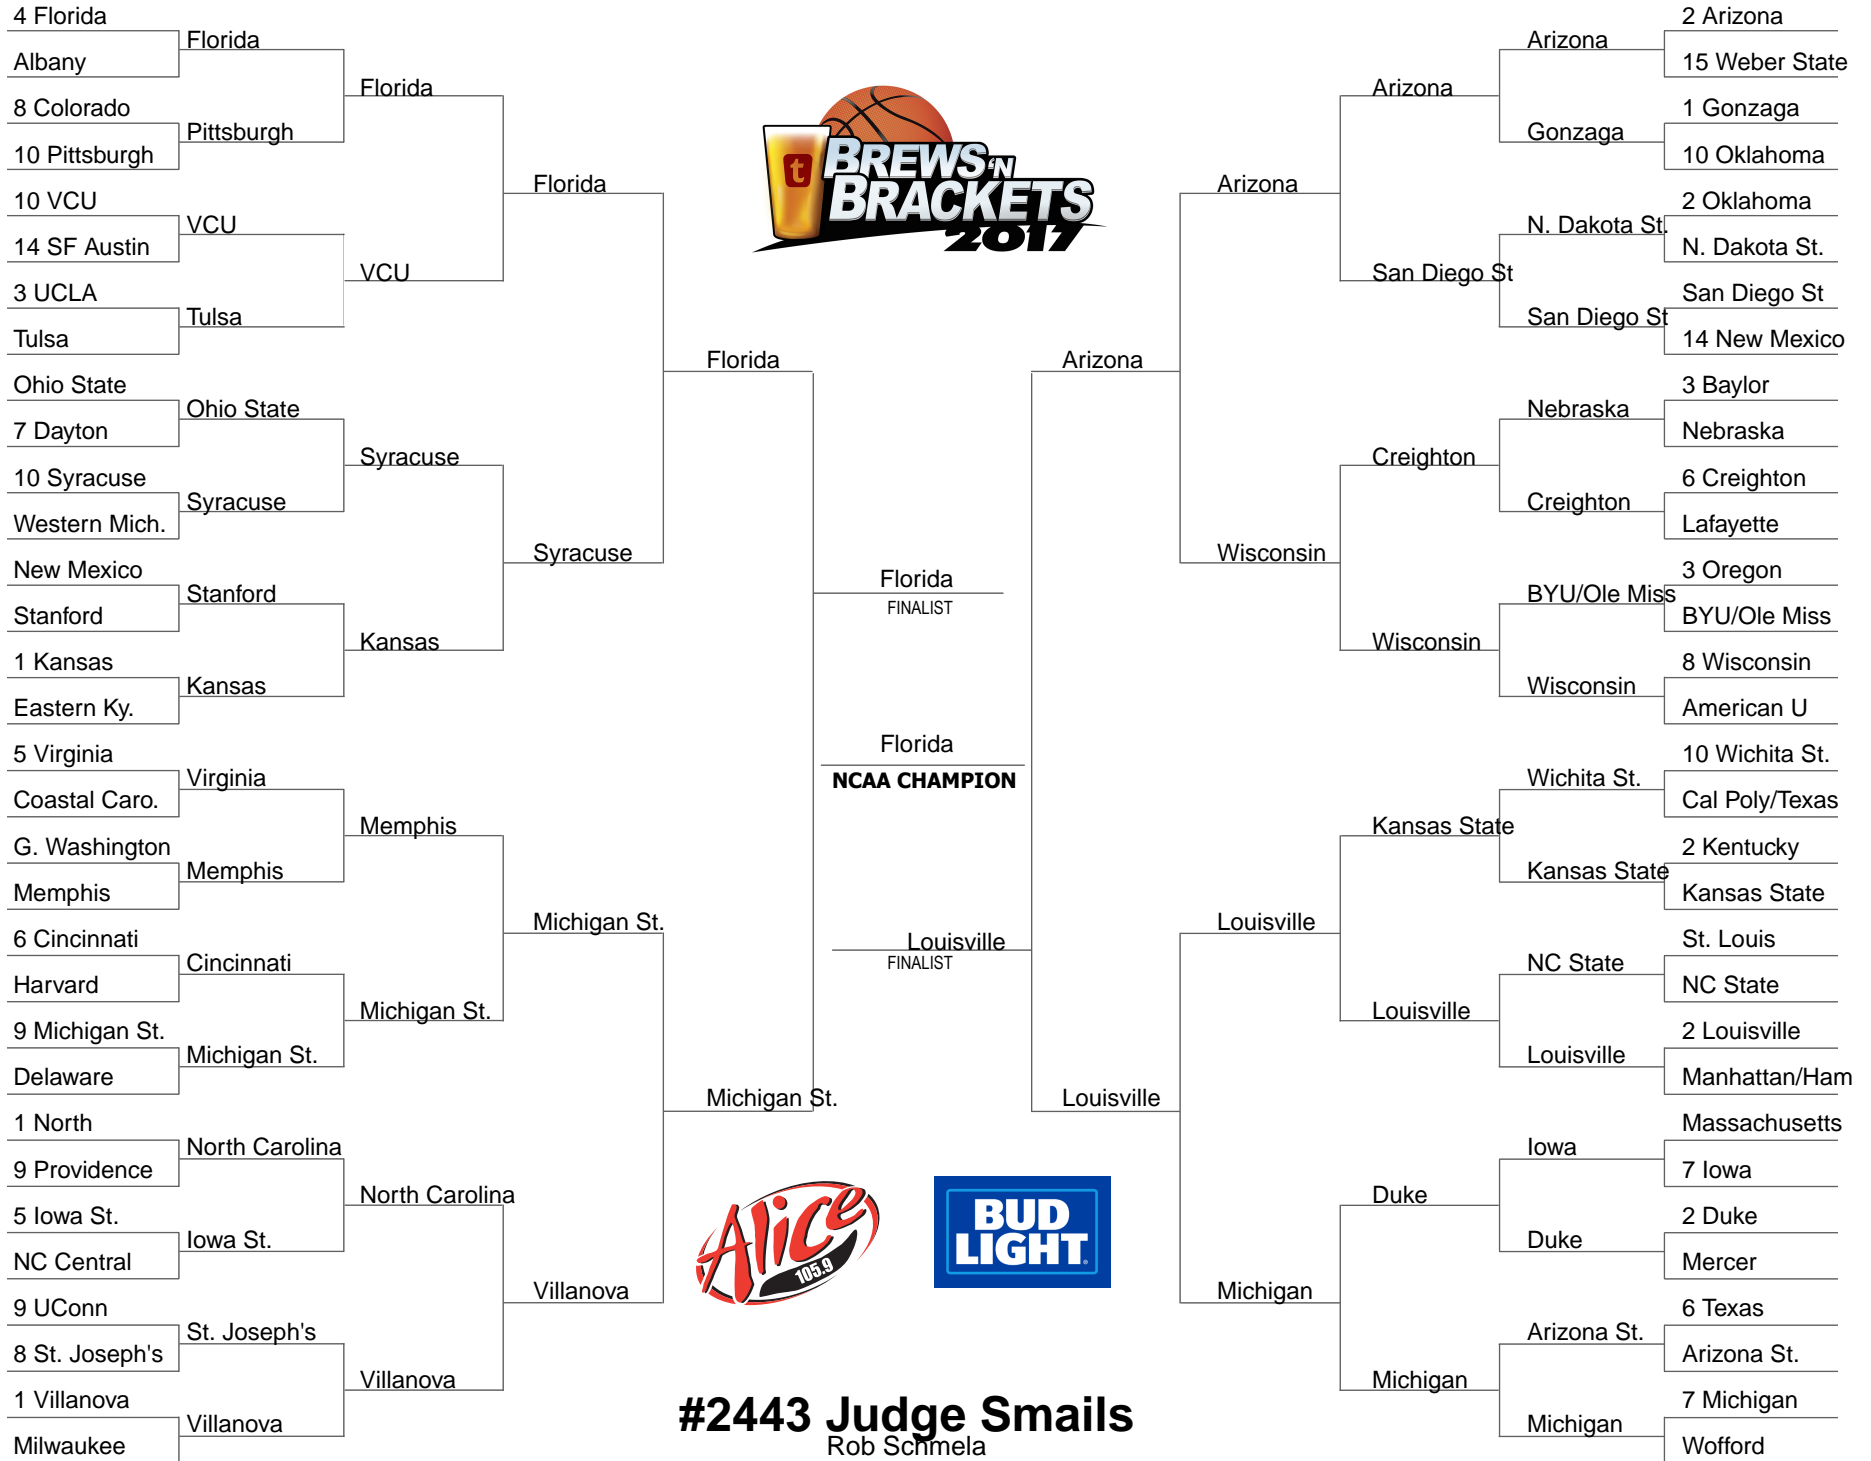 4 Florida
Albany
8 Colorado
10 Pittsburgh
10 VCU
14 SF Austin
3 UCLA
Tulsa
Ohio State
7 Dayton
10 Syracuse
Western Mich.
New Mexico
Stanford
1 Kansas
Eastern Ky.
5 Virginia
Coastal Caro.
G. Washington
Memphis
6 Cincinnati
Harvard
9 Michigan St.
Delaware
1 North
9 Providence
5 Iowa St.
NC Central
9 UConn
8 St. Joseph's
1 Villanova
Milwaukee
Florida
Pittsburgh
VCU
Tulsa
Ohio State
Syracuse
Stanford
Kansas
Virginia
Memphis
Cincinnati
Michigan St.
North Carolina
Iowa St.
St. Joseph's
Villanova
Florida
VCU
Syracuse
Kansas
Memphis
Michigan St.
North Carolina
Villanova
Florida
Syracuse
Michigan St.
Villanova
Florida
Michigan St.
t
BREWS 'N
BRACKETS
2017
Florida
FINALIST
Florida
NCAA CHAMPION
Louisville
FINALIST
Alice
105.9
BUD
LIGHT
#2443 Judge Smails
Rob Schmela
Arizona
Louisville
Arizona
Wisconsin
Louisville
Michigan
Arizona
San Diego St
Creighton
Wisconsin
Kansas State
Louisville
Duke
Michigan
Arizona
Gonzaga
N. Dakota St.
San Diego St
Nebraska
Creighton
BYU/Ole Miss
Wisconsin
Wichita St.
Kansas State
NC State
Louisville
Iowa
Duke
Arizona St.
Michigan
2 Arizona
15 Weber State
1 Gonzaga
10 Oklahoma
2 Oklahoma
N. Dakota St.
San Diego St
14 New Mexico
3 Baylor
Nebraska
6 Creighton
Lafayette
3 Oregon
BYU/Ole Miss
8 Wisconsin
American U
10 Wichita St.
Cal Poly/Texas
2 Kentucky
Kansas State
St. Louis
NC State
2 Louisville
Manhattan/Ham
Massachusetts
7 Iowa
2 Duke
Mercer
6 Texas
Arizona St.
7 Michigan
Wofford